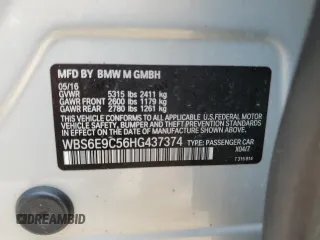 MFD BY BMW M GMBH
05/16
GVWR 5315 lbs 2411 kg
GAWR FRONT 2600 lbs 1179 kg
GAWR REAR 2780 lbs 1261 kg
THIS VEHICLE CONFORMS TO ALL APPLICABLE
FEDERAL MOTOR VEHICLE SAFETY, BUMPER,
AND THEFT PREVENTION STANDARDS IN EFFECT
ON THE DATE OF MANUFACTURE SHOWN ABOVE.
WBS6E9C56HG437374 TYPE: PASSENGER CAR
X04/7
DREAMBID